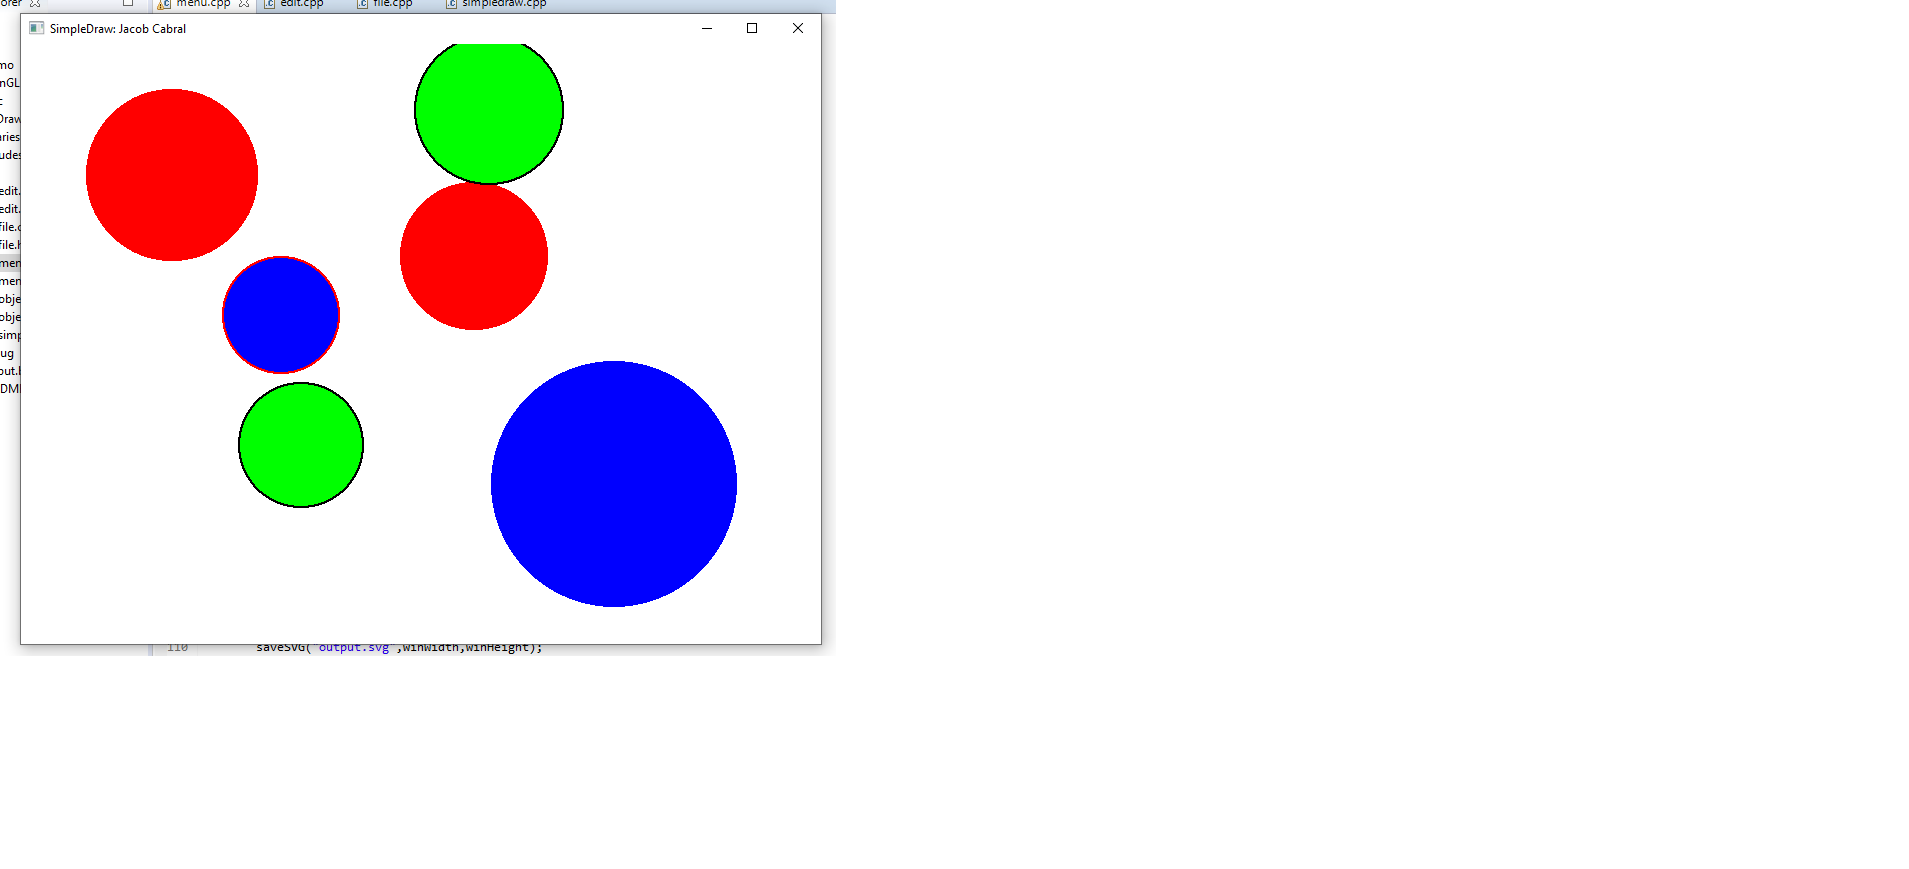 orer menu.cpp edit.cpp file.cpp simpledraw.cpp
SimpleDraw: Jacob Cabral
mo
nGL
Draw
ries
udes
edit.
edit.
file.c
file.h
men
men
obje
obje
simp
ug
out.l
DM
110 saveSVG("output.svg",winWidth,winHeight);